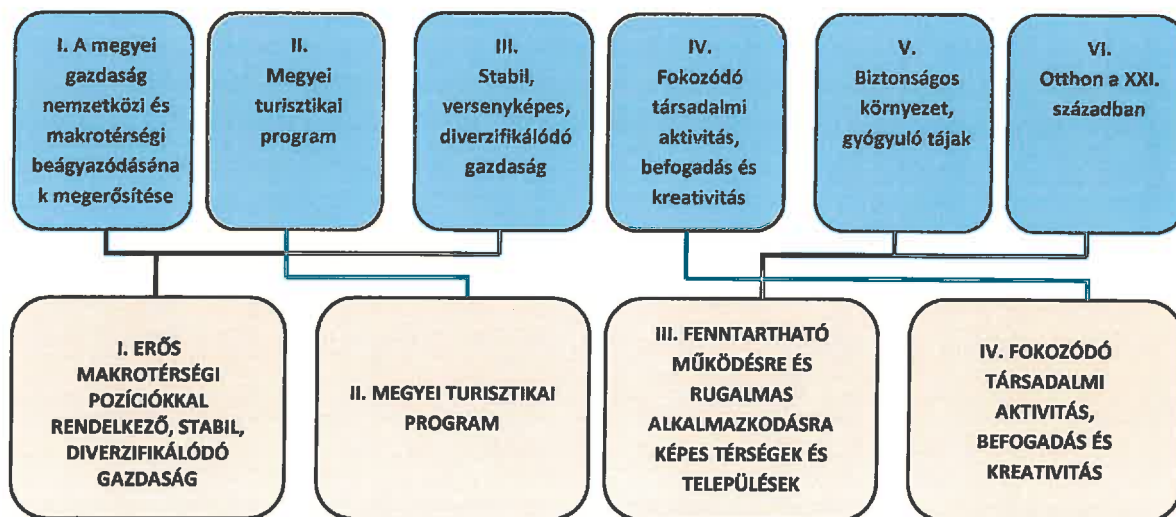 I. A megyei
gazdaság
nemzetközi és
makrotérségi
beágyazódásána
k megerősítése
II.
Megyei
turisztikai
program
III.
Stabil,
versenyképes,
diverzifikálódó
gazdaság
IV.
Fokozódó
társadalmi
aktivitás,
befogadás és
kreativitás
V.
Biztonságos
környezet,
gyógyuló tájak
VI.
Otthon a XXI.
században
I. ERŐS
MAKROTÉRSÉGI
POZÍCIÓKKAL
RENDELKEZŐ, STABIL,
DIVERZIFIKÁLÓDÓ
GAZDASÁG
II. MEGYEI TURISZTIKAI
PROGRAM
III. FENNTARTHATÓ
MŰKÖDÉSRE ÉS
RUGALMAS
ALKALMAZKODÁSRA
KÉPES TÉRSÉGEK ÉS
TELEPÜLÉSEK
IV. FOKOZÓDÓ
TÁRSADALMI
AKTIVITÁS,
BEFOGADÁS ÉS
KREATIVITÁS